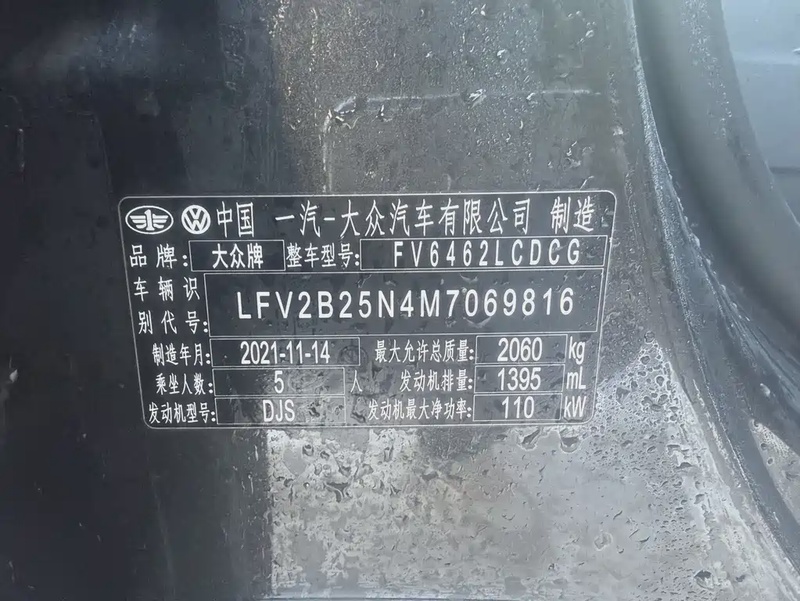 中国 一汽-大众汽车有限公司 制造
品牌: 大众牌 整车型号: FV6462LCDCG
车辆识别代号: LFV2B25N4M7069816
制造年月: 2021-11-14 最大允许总质量: 2060 kg
乘坐人数: 5 人 发动机排量: 1395 mL
发动机型号: DJS 发动机最大净功率: 110 kW